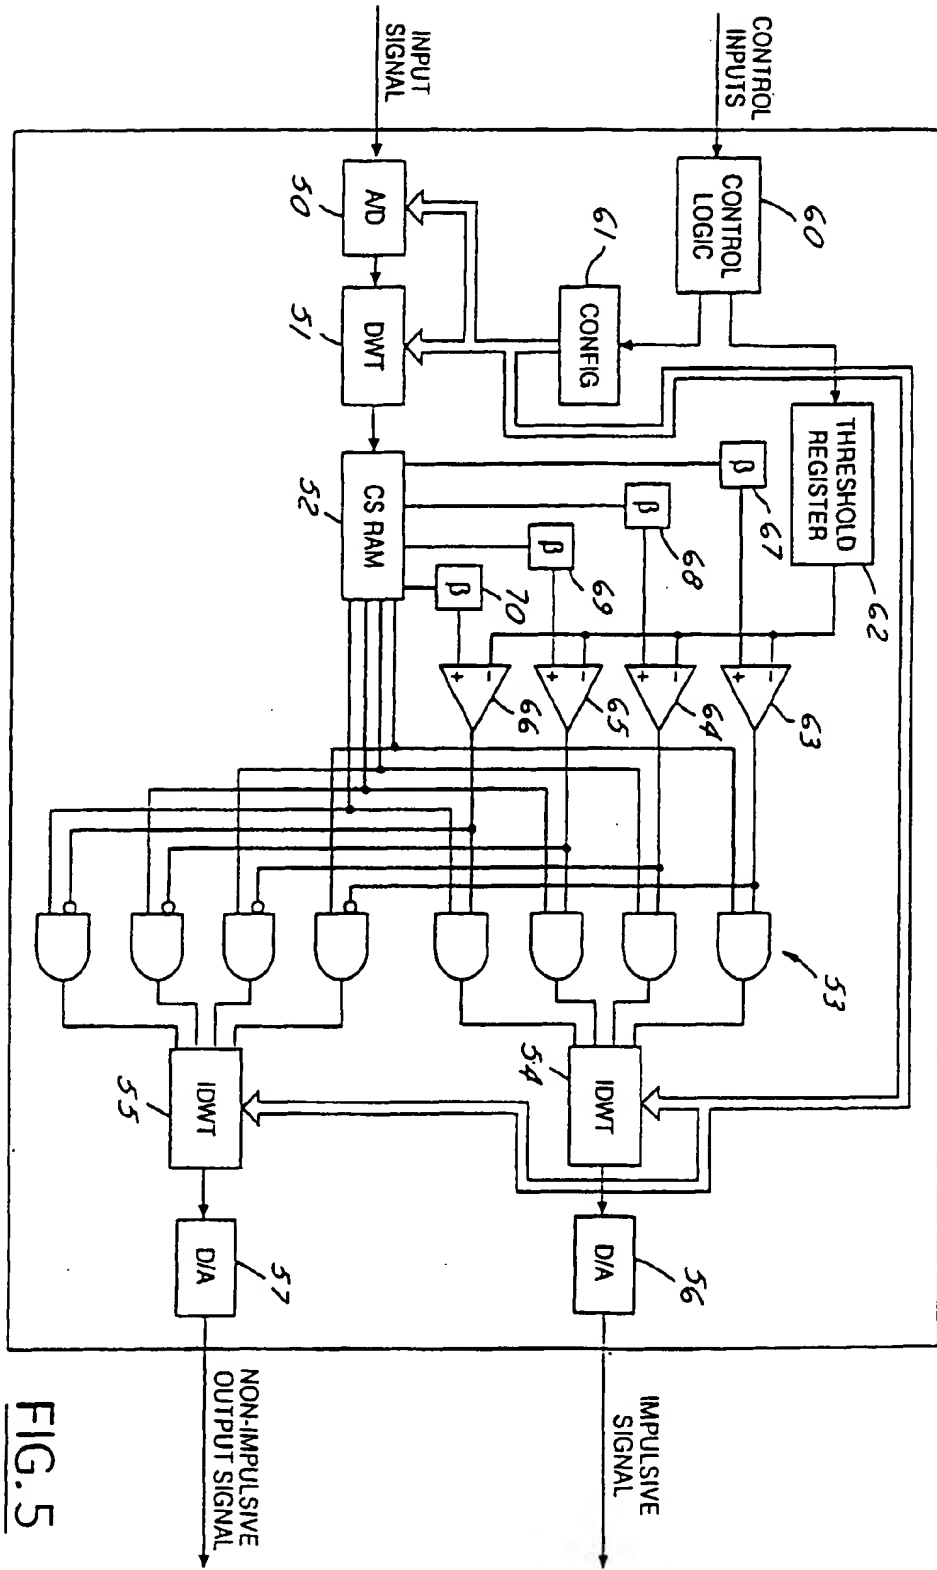 CONTROL
INPUTS
INPUT
SIGNAL
CONTROL
LOGIC
60
CONFIG
61
THRESHOLD
REGISTER
62
A/D
50
DWT
51
CS RAM
52
β
67
β
68
β
69
β
70
-
+
63
-
+
64
-
+
65
-
+
66
53
IDWT
54
IDWT
55
D/A
56
D/A
57
IMPULSIVE
SIGNAL
NON-IMPULSIVE
OUTPUT SIGNAL
FIG. 5